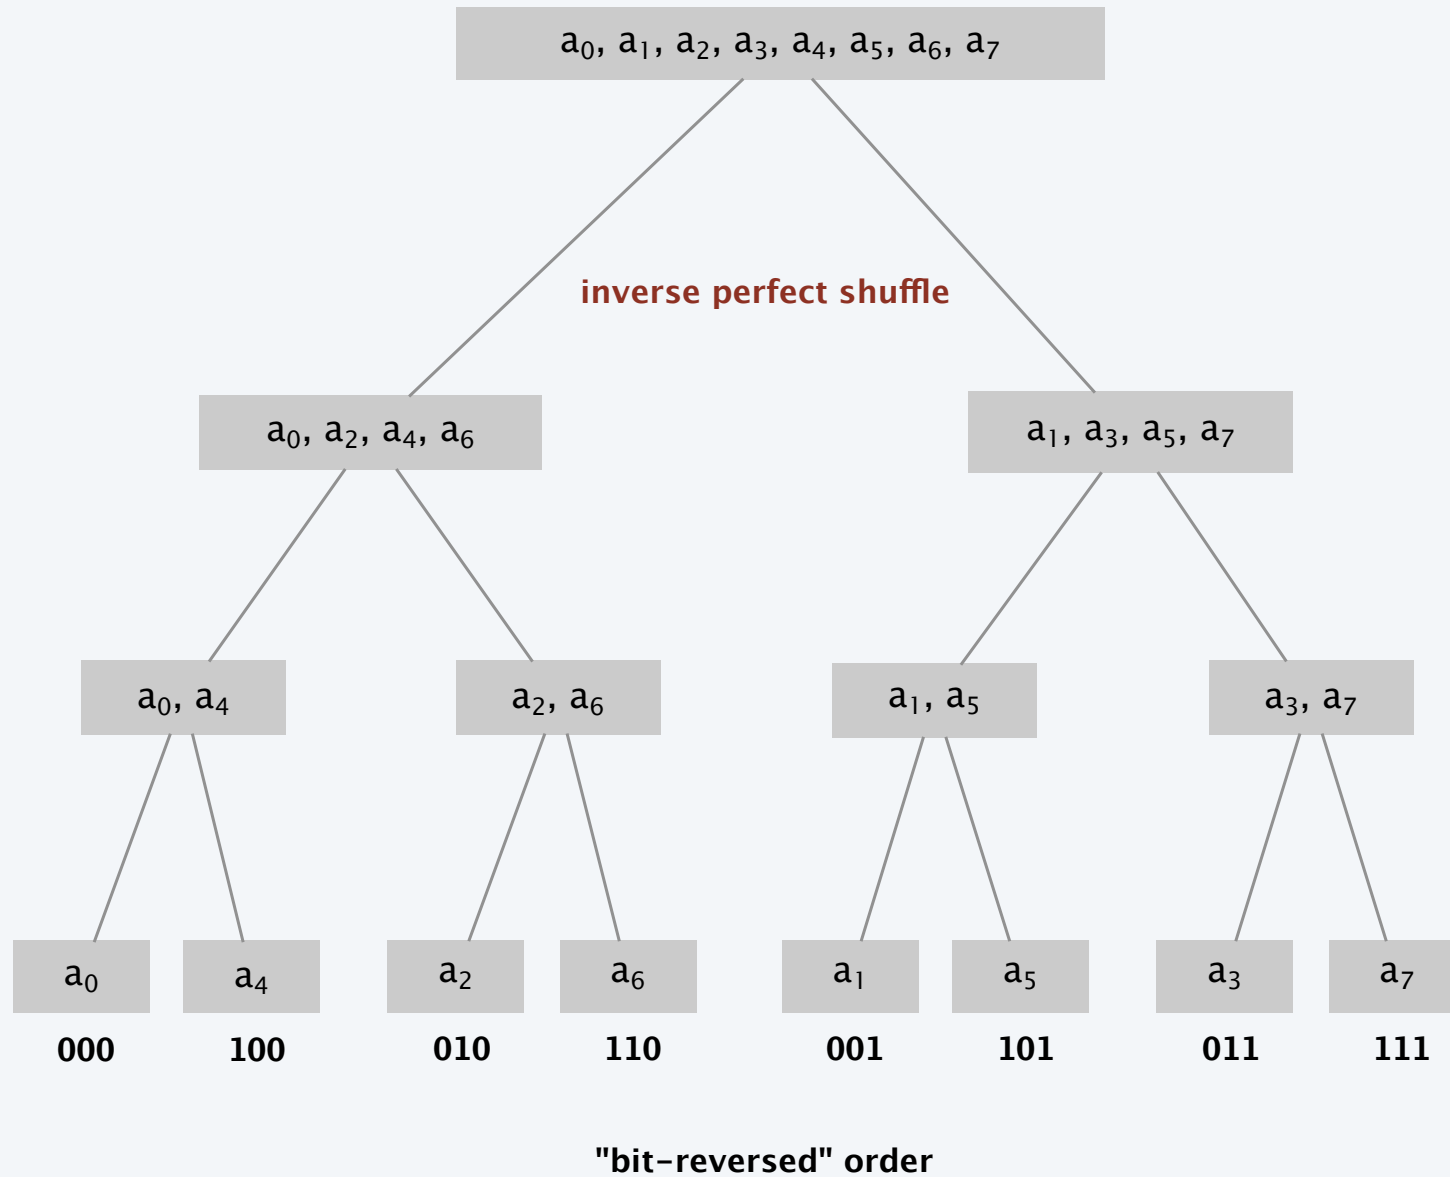 a0, a1, a2, a3, a4, a5, a6, a7
inverse perfect shuffle
a0, a2, a4, a6
a1, a3, a5, a7
a0, a4
a2, a6
a1, a5
a3, a7
a0
a4
a2
a6
a1
a5
a3
a7
000
100
010
110
001
101
011
111
"bit-reversed" order